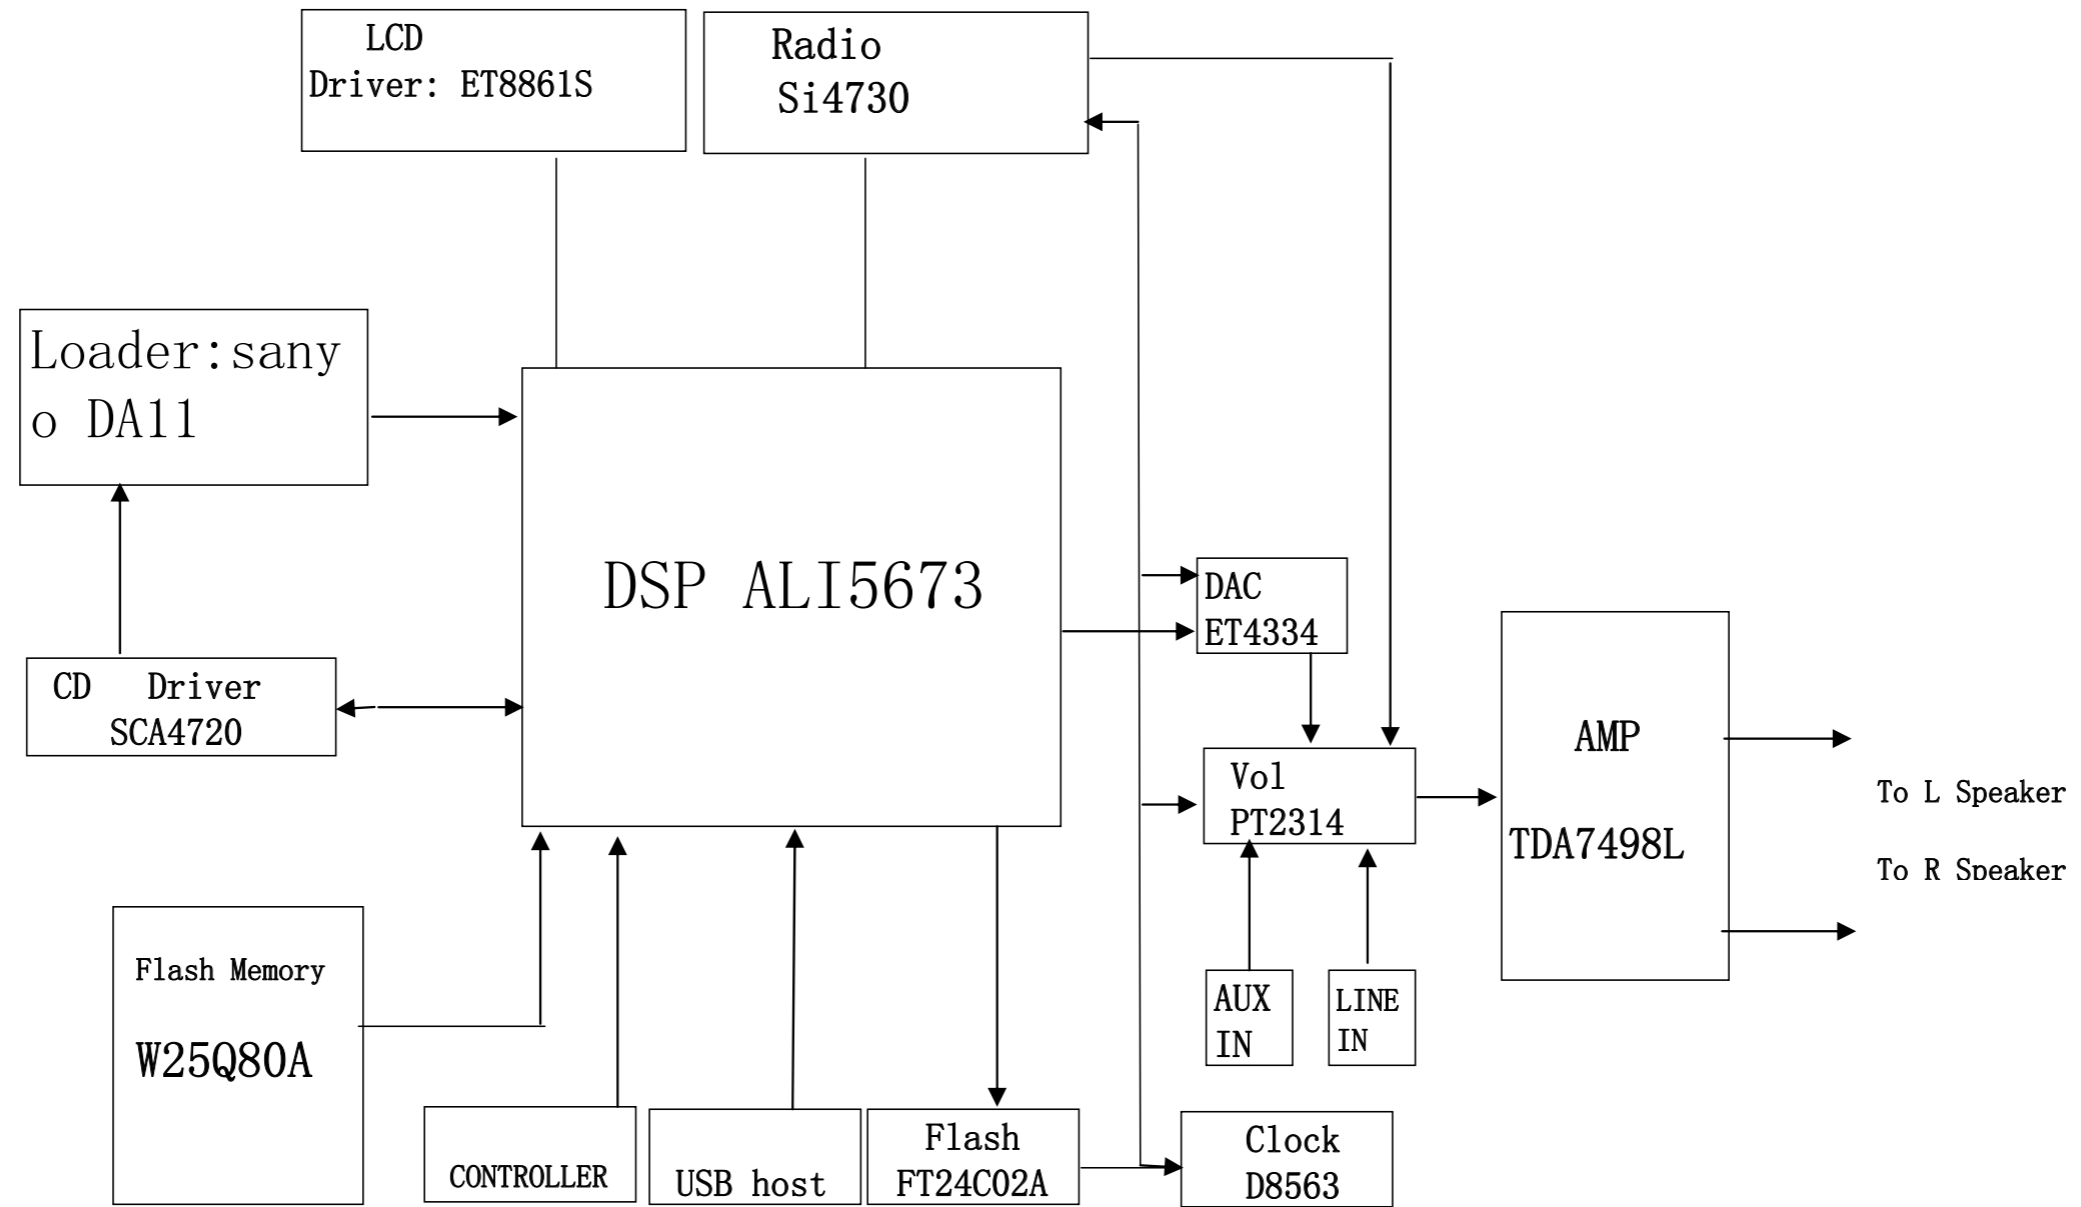 LCD
Driver: ET8861S
Radio
Si4730
Loader:sany
o DA11
DSP ALI5673
DAC
ET4334
CD Driver
SCA4720
Vol
PT2314
AMP
TDA7498L
To L Speaker
To R Speaker
Flash Memory
W25Q80A
AUX
IN
LINE
IN
CONTROLLER
USB host
Flash
FT24C02A
Clock
D8563